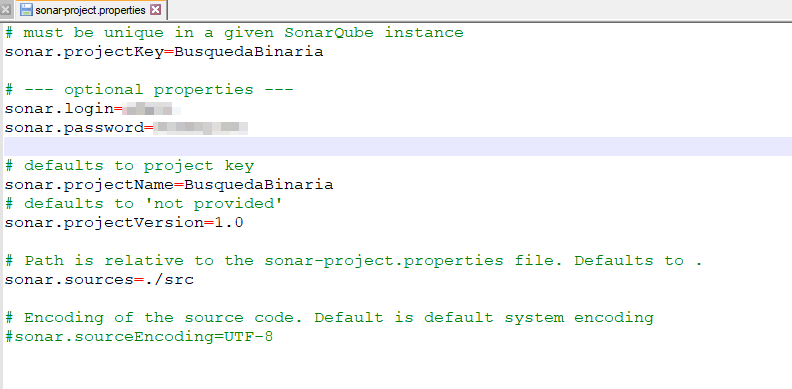 sonar-project.properties
# must be unique in a given SonarQube instance
sonar.projectKey=BusquedaBinaria
# --- optional properties ---
sonar.login=
sonar.password=
# defaults to project key
sonar.projectName=BusquedaBinaria
# defaults to 'not provided'
sonar.projectVersion=1.0
# Path is relative to the sonar-project.properties file. Defaults to .
sonar.sources=./src
# Encoding of the source code. Default is default system encoding
#sonar.sourceEncoding=UTF-8